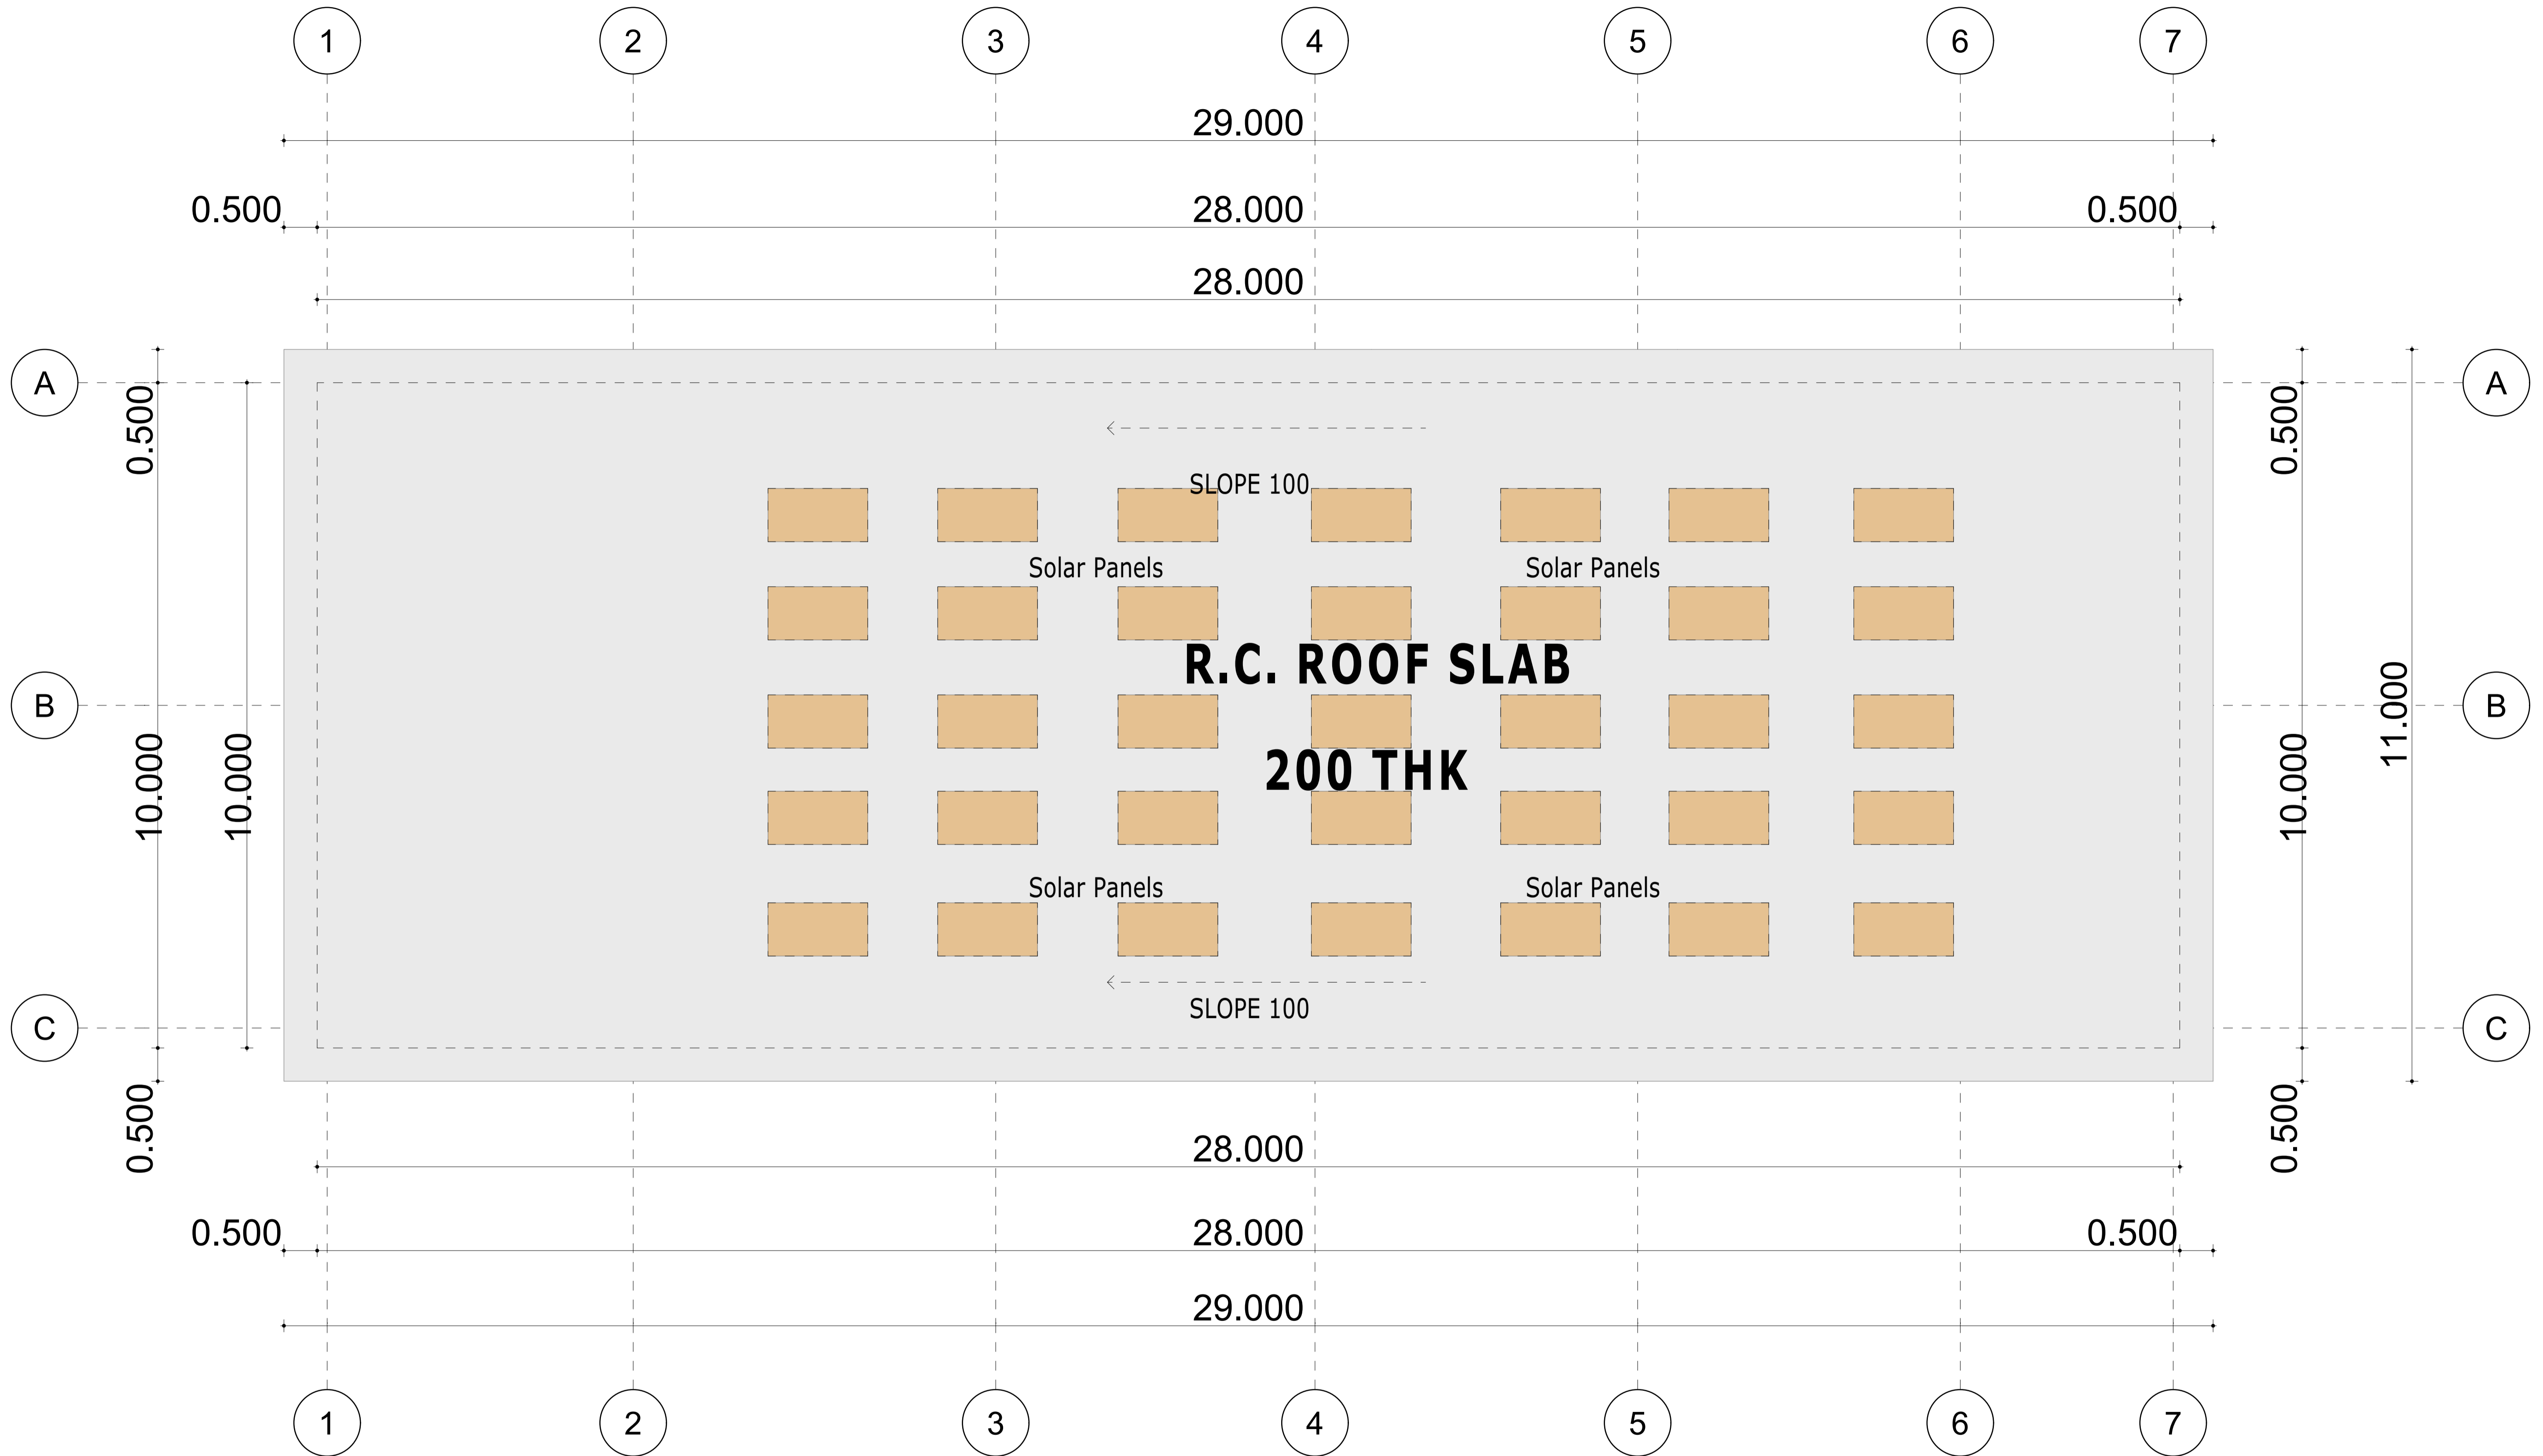 1 2 3 4 5 6 7
29.000
0.500 28.000 0.500
28.000
A A
0.500 0.500
SLOPE 100
Solar Panels Solar Panels
R.C. ROOF SLAB
B B
11.000
200 THK
10.000 10.000 10.000
Solar Panels Solar Panels
SLOPE 100
C C
0.500 0.500
28.000
0.500 28.000 0.500
29.000
1 2 3 4 5 6 7